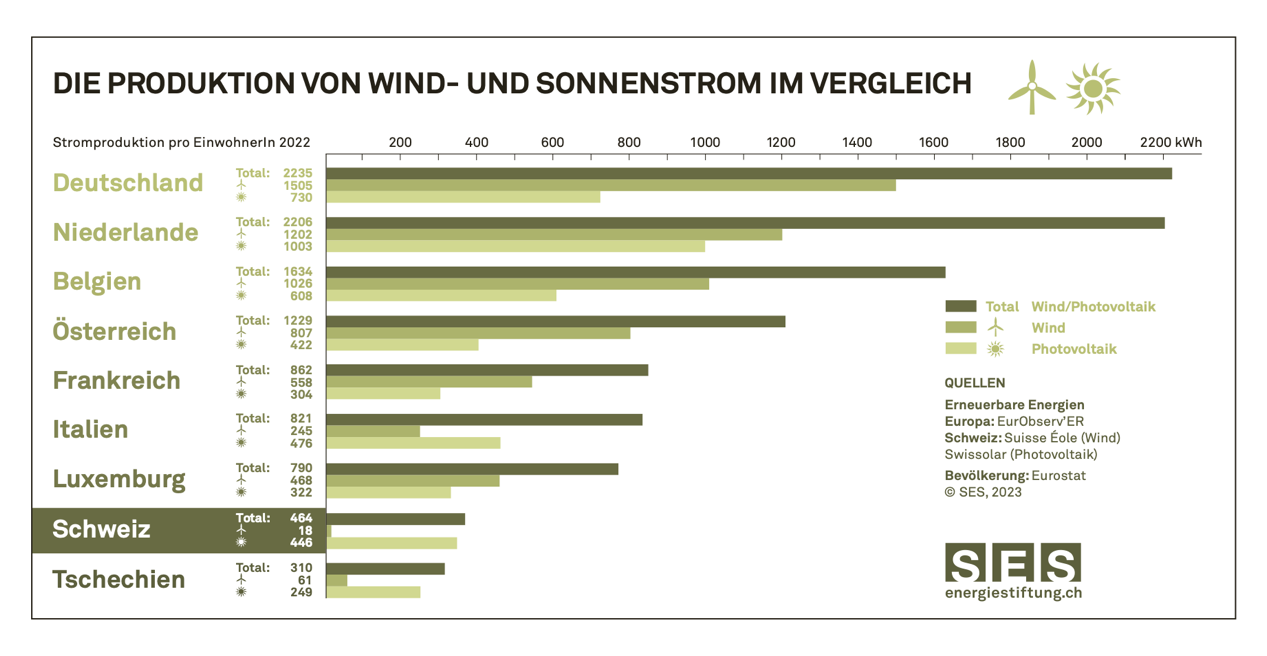 DIE PRODUKTION VON WIND- UND SONNENSTROM IM VERGLEICH
Stromproduktion pro EinwohnerIn 2022
200 400 600 800 1000 1200 1400 1600 1800 2000 2200 kWh
Deutschland
Total: 2235
1505
730
Niederlande
Total: 2206
1202
1003
Belgien
Total: 1634
1026
608
Österreich
Total: 1229
807
422
Frankreich
Total: 862
558
304
Italien
Total: 821
245
476
Luxemburg
Total: 790
468
322
Schweiz
Total: 464
18
446
Tschechien
Total: 310
61
249
Total Wind/Photovoltaik
Wind
Photovoltaik
QUELLEN
Erneuerbare Energien
Europa: EurObserv'ER
Schweiz: Suisse Éole (Wind)
Swissolar (Photovoltaik)
Bevölkerung: Eurostat
© SES, 2023
SES
energiestiftung.ch